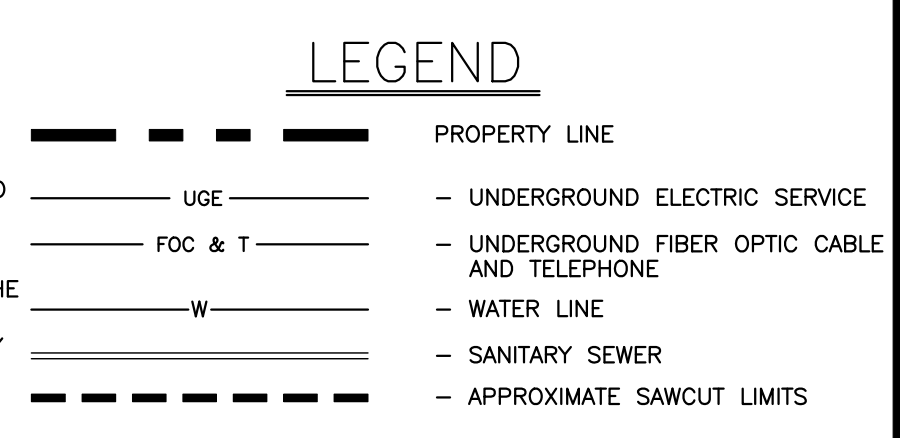 LEGEND
PROPERTY LINE
UGE - UNDERGROUND ELECTRIC SERVICE
FOC & T - UNDERGROUND FIBER OPTIC CABLE
AND TELEPHONE
HE
W - WATER LINE
- SANITARY SEWER
- APPROXIMATE SAWCUT LIMITS